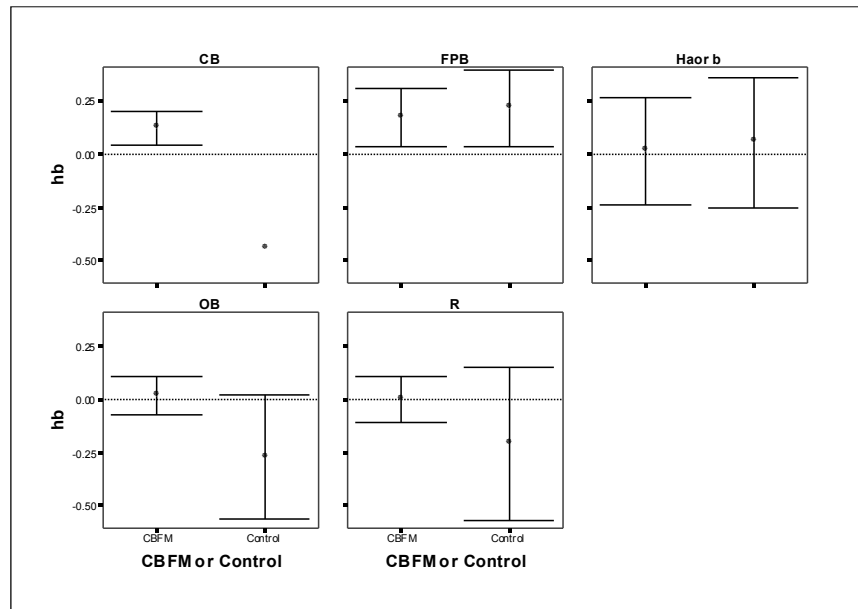 CB FPB Haor b
0.25
0.00
-0.25
-0.50
hb
OB R
0.25
0.00
-0.25
-0.50
hb
CBFM Control CBFM Control
CBFM or Control CBFM or Control